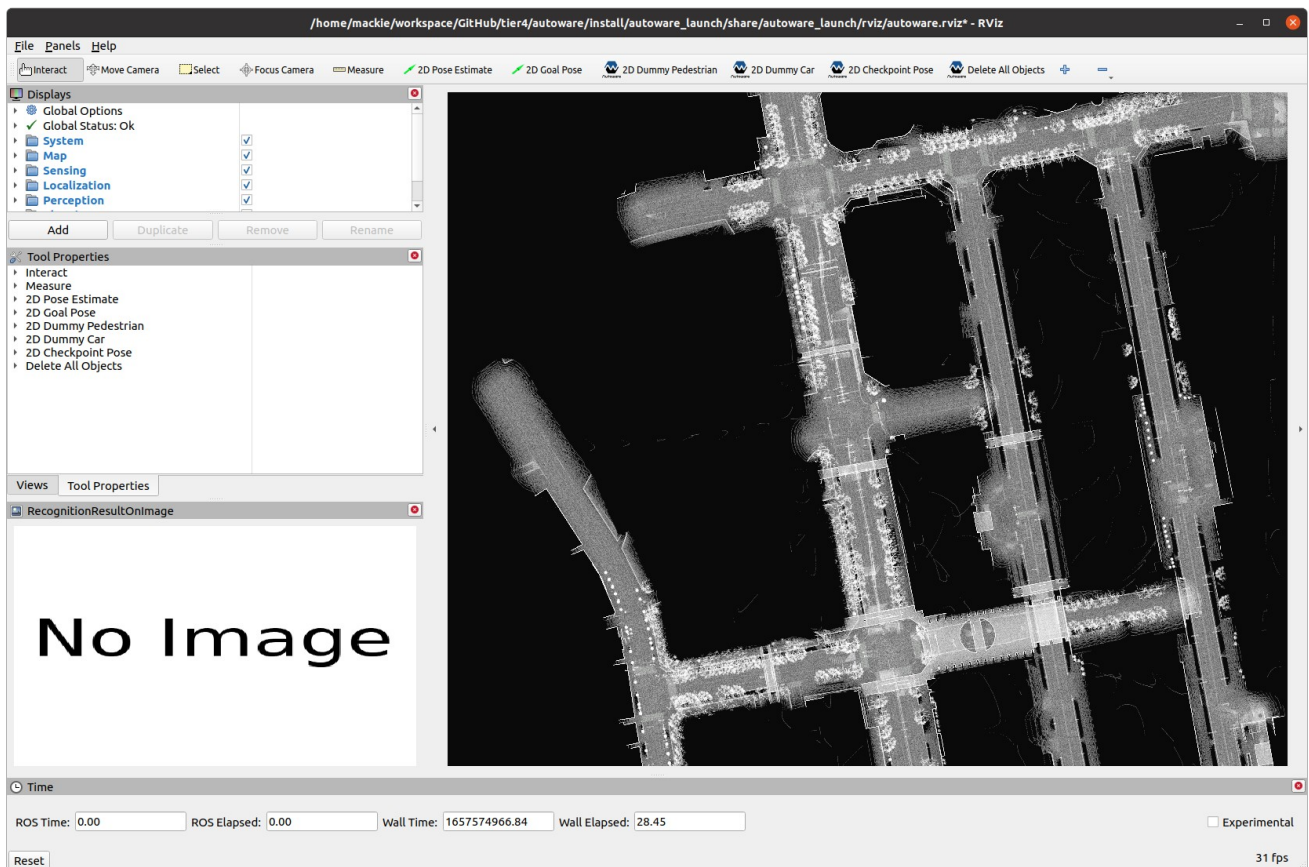 /home/mackie/workspace/GitHub/tier4/autoware/install/autoware_launch/share/autoware_launch/rviz/autoware.rviz* - RViz
File Panels Help
Interact Move Camera Select Focus Camera Measure 2D Pose Estimate 2D Goal Pose 2D Dummy Pedestrian 2D Dummy Car 2D Checkpoint Pose Delete All Objects
Displays
Global Options
Global Status: Ok
System
Map
Sensing
Localization
Perception
Add Duplicate Remove Rename
Tool Properties
Interact
Measure
2D Pose Estimate
2D Goal Pose
2D Dummy Pedestrian
2D Dummy Car
2D Checkpoint Pose
Delete All Objects
Views Tool Properties
RecognitionResultOnImage
No Image
Time
ROS Time: 0.00 ROS Elapsed: 0.00 Wall Time: 1657574966.84 Wall Elapsed: 28.45 Experimental
Reset 31 fps